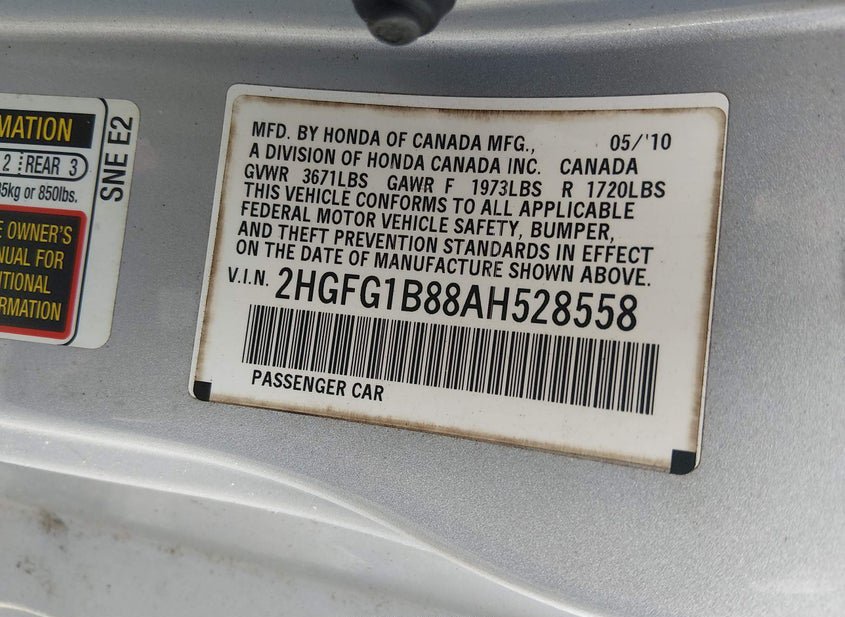 MATION
2 REAR 3
85kg or 850lbs.
E OWNER'S
NUAL FOR
ITIONAL
RMATION
SNE E2
MFD. BY HONDA OF CANADA MFG., 05/'10
A DIVISION OF HONDA CANADA INC. CANADA
GVWR 3671LBS GAWR F 1973LBS R 1720LBS
THIS VEHICLE CONFORMS TO ALL APPLICABLE
FEDERAL MOTOR VEHICLE SAFETY, BUMPER,
AND THEFT PREVENTION STANDARDS IN EFFECT
ON THE DATE OF MANUFACTURE SHOWN ABOVE.
V.I.N. 2HGFG1B88AH528558
PASSENGER CAR